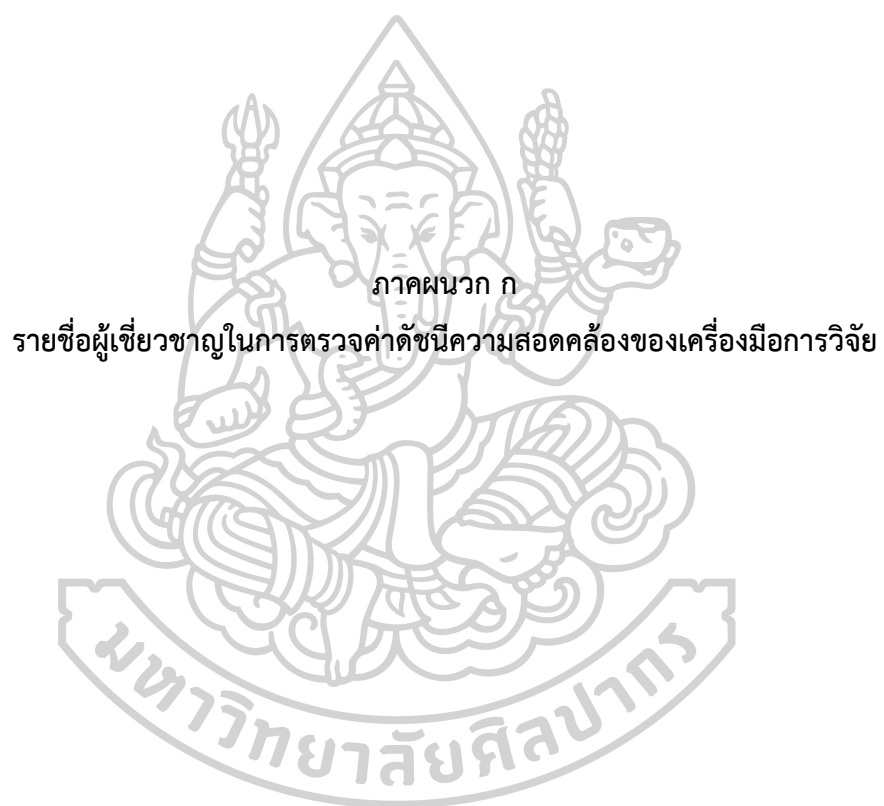 ภาคผนวก ก
รายชื่อผู้เชี่ยวชาญในการตรวจค่าดัชนีความสอดคล้องของเครื่องมือการวิจัย
มหาวิทยาลัยศิลปากร